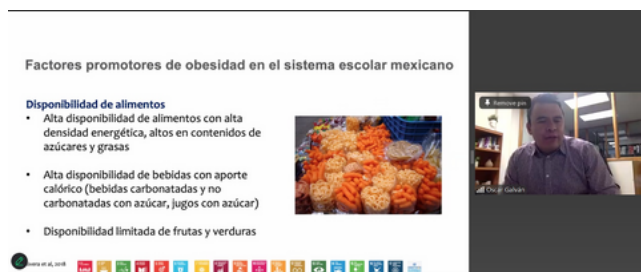 Factores promotores de obesidad en el sistema escolar mexicano
Disponibilidad de alimentos
• Alta disponibilidad de alimentos con alta
densidad energética, altos en contenidos de
azúcares y grasas
• Alta disponibilidad de bebidas con aporte
calórico (bebidas carbonatadas y no
carbonatadas con azúcar, jugos con azúcar)
• Disponibilidad limitada de frutas y verduras
et al, 2018
Remove pin
Galván